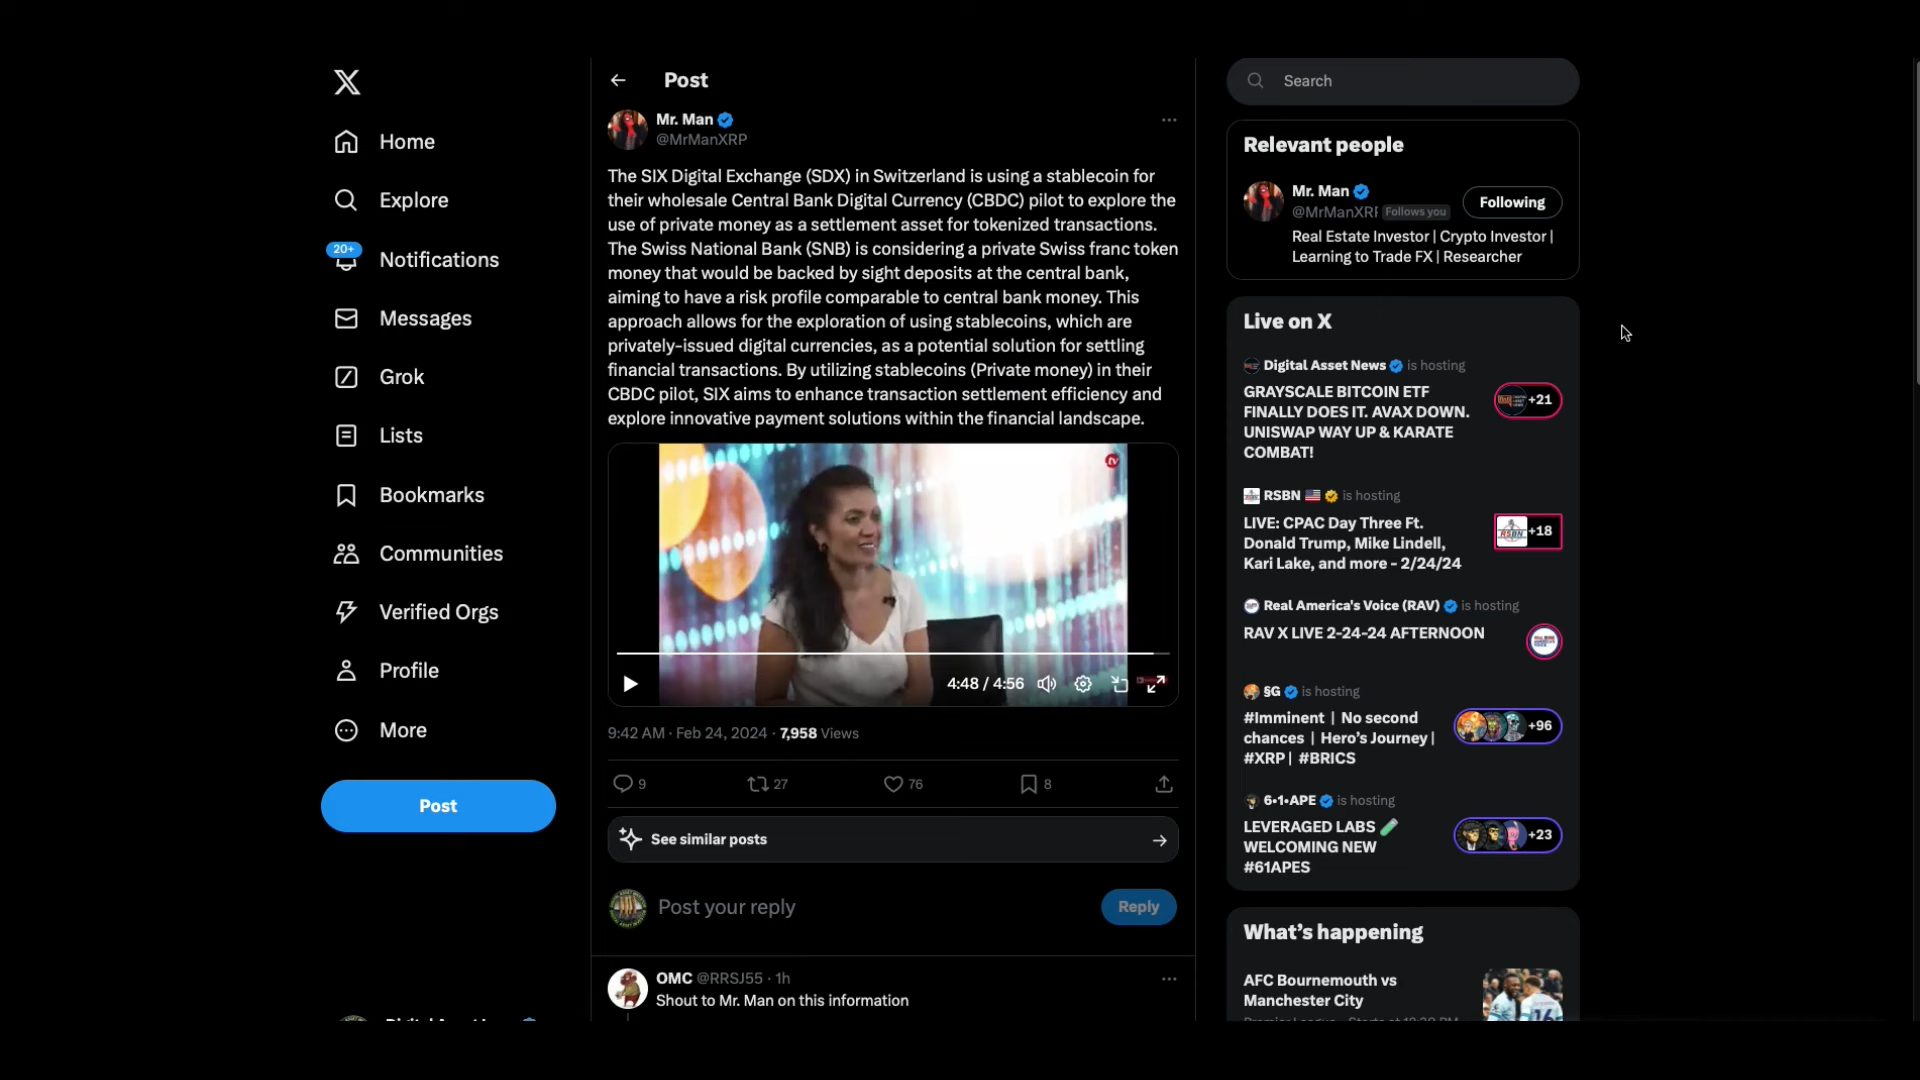 Home
Explore
20+
Notifications
Messages
Grok
Lists
Bookmarks
Communities
Verified Orgs
Profile
More
Post
Post
Mr. Man
@MrManXRP
The SIX Digital Exchange (SDX) in Switzerland is using a stablecoin for
their wholesale Central Bank Digital Currency (CBDC) pilot to explore the
use of private money as a settlement asset for tokenized transactions.
The Swiss National Bank (SNB) is considering a private Swiss franc token
money that would be backed by sight deposits at the central bank,
aiming to have a risk profile comparable to central bank money. This
approach allows for the exploration of using stablecoins, which are
privately-issued digital currencies, as a potential solution for settling
financial transactions. By utilizing stablecoins (Private money) in their
CBDC pilot, SIX aims to enhance transaction settlement efficiency and
explore innovative payment solutions within the financial landscape.
tv
4:48 / 4:56
9:42 AM · Feb 24, 2024 · 7,958 Views
9 27 76 8
See similar posts
Post your reply
Reply
OMC @RRSJ55 · 1h
Shout to Mr. Man on this information
Search
Relevant people
Mr. Man
@MrManXRP Follows you
Following
Real Estate Investor | Crypto Investor |
Learning to Trade FX | Researcher
Live on X
Digital Asset News is hosting
GRAYSCALE BITCOIN ETF
FINALLY DOES IT. AVAX DOWN.
UNISWAP WAY UP & KARATE
COMBAT!
+21
RSBN 🇺🇸 is hosting
LIVE: CPAC Day Three Ft.
Donald Trump, Mike Lindell,
Kari Lake, and more - 2/24/24
RSBN +18
Real America's Voice (RAV) is hosting
RAV X LIVE 2-24-24 AFTERNOON
§G is hosting
#Imminent | No second
chances | Hero's Journey |
#XRP | #BRICS
+96
6•1•APE is hosting
LEVERAGED LABS 🧪
WELCOMING NEW
#61APES
+23
What's happening
AFC Bournemouth vs
Manchester City
16